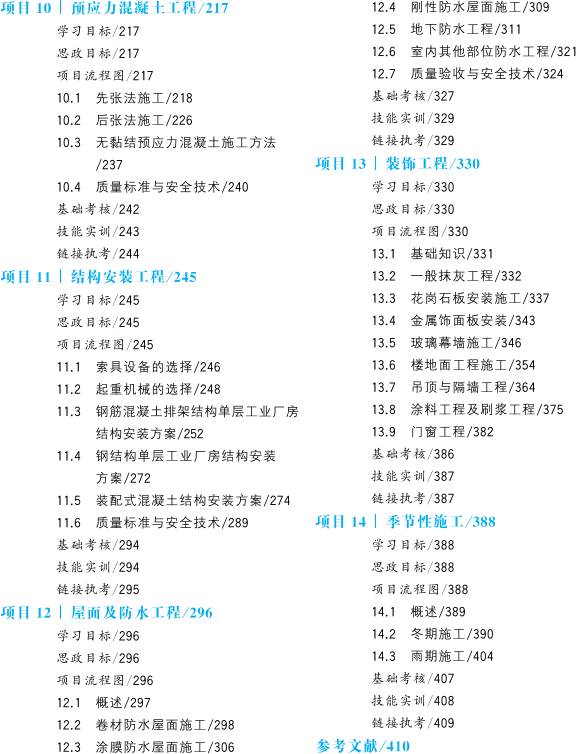 项目 10｜预应力混凝土工程/217
学习目标/217
思政目标/217
项目流程图/217
10.1 先张法施工/218
10.2 后张法施工/226
10.3 无黏结预应力混凝土施工方法
/237
10.4 质量标准与安全技术/240
基础考核/242
技能实训/243
链接执考/244
项目 11｜结构安装工程/245
学习目标/245
思政目标/245
项目流程图/245
11.1 索具设备的选择/246
11.2 起重机械的选择/248
11.3 钢筋混凝土排架结构单层工业厂房
结构安装方案/252
11.4 钢结构单层工业厂房结构安装
方案/272
11.5 装配式混凝土结构安装方案/274
11.6 质量标准与安全技术/289
基础考核/294
技能实训/294
链接执考/295
项目 12｜屋面及防水工程/296
学习目标/296
思政目标/296
项目流程图/296
12.1 概述/297
12.2 卷材防水屋面施工/298
12.3 涂膜防水屋面施工/306
12.4 刚性防水屋面施工/309
12.5 地下防水工程/311
12.6 室内其他部位防水工程/321
12.7 质量验收与安全技术/324
基础考核/327
技能实训/329
链接执考/329
项目 13｜装饰工程/330
学习目标/330
思政目标/330
项目流程图/330
13.1 基础知识/331
13.2 一般抹灰工程/332
13.3 花岗石板安装施工/337
13.4 金属饰面板安装/343
13.5 玻璃幕墙施工/346
13.6 楼地面工程施工/354
13.7 吊顶与隔墙工程/364
13.8 涂料工程及刷浆工程/375
13.9 门窗工程/382
基础考核/386
技能实训/387
链接执考/387
项目 14｜季节性施工/388
学习目标/388
思政目标/388
项目流程图/388
14.1 概述/389
14.2 冬期施工/390
14.3 雨期施工/404
基础考核/407
技能实训/408
链接执考/409
参考文献/410